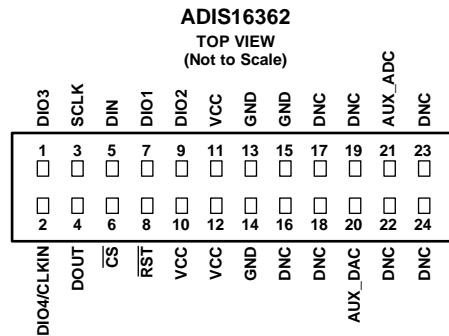 ADIS16362
TOP VIEW
(Not to Scale)
DIO3 SCLK DIN DIO1 DIO2 VCC GND GND DNC DNC AUX_ADC DNC
1 3 5 7 9 11 13 15 17 19 21 23
2 4 6 8 10 12 14 16 18 20 22 24
DIO4/CLKIN DOUT CS RST VCC VCC GND DNC DNC AUX_DAC DNC DNC